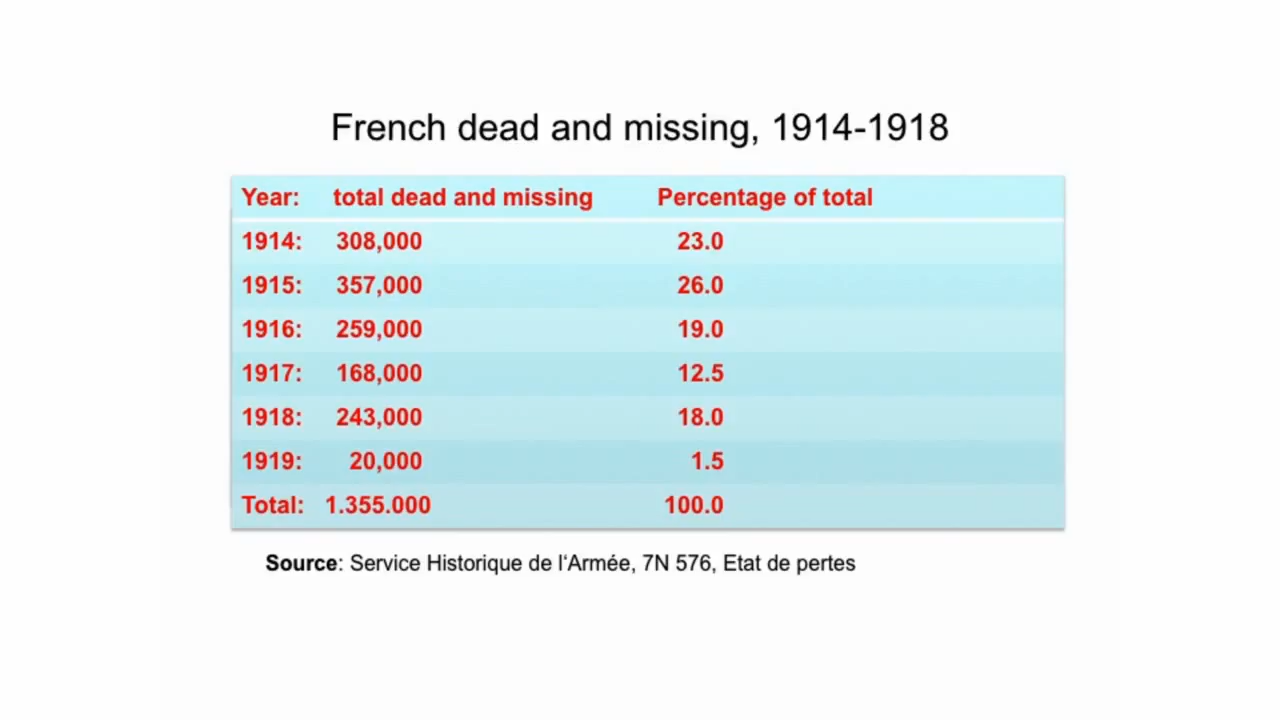 French dead and missing, 1914-1918
Year: total dead and missing Percentage of total
1914: 308,000 23.0
1915: 357,000 26.0
1916: 259,000 19.0
1917: 168,000 12.5
1918: 243,000 18.0
1919: 20,000 1.5
Total: 1.355.000 100.0
Source: Service Historique de l‘Armée, 7N 576, Etat de pertes